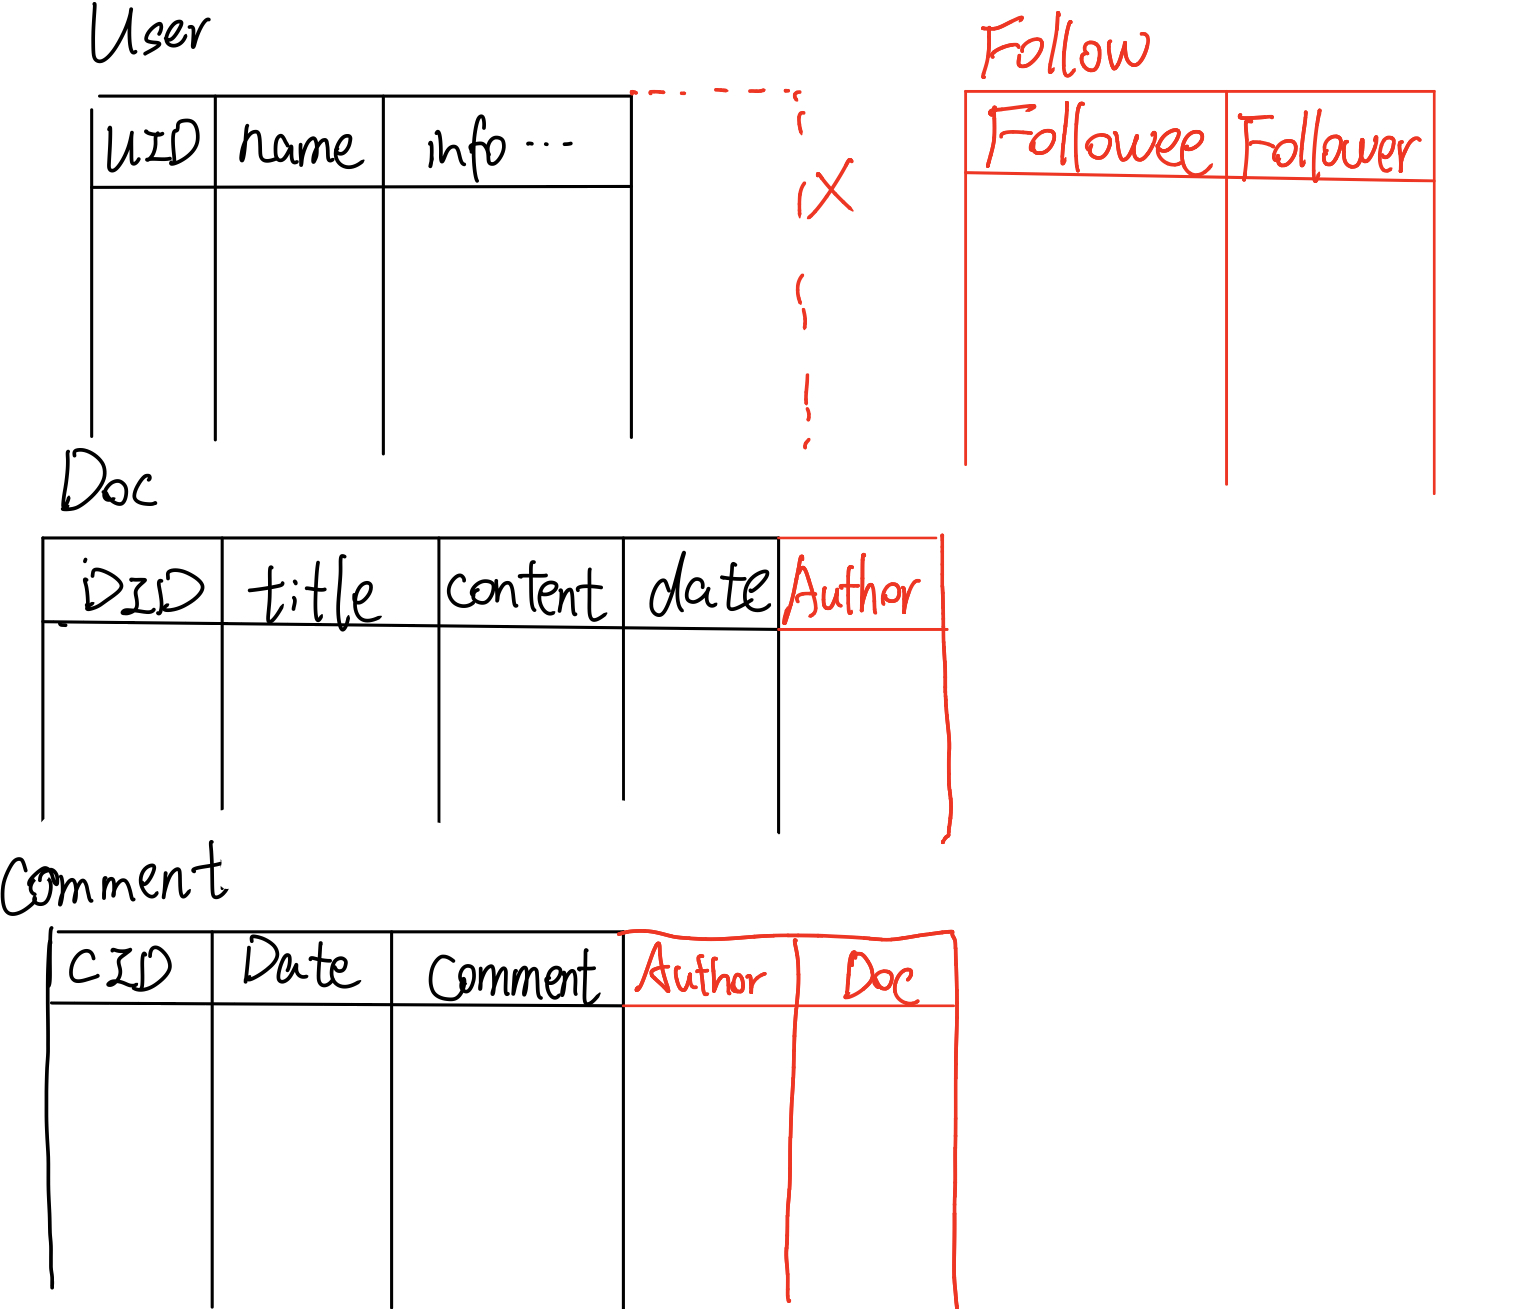 User
UID name info ...
X
Follow
Followee Follower
Doc
DID title content date Author
Comment
CID Date Comment Author Doc